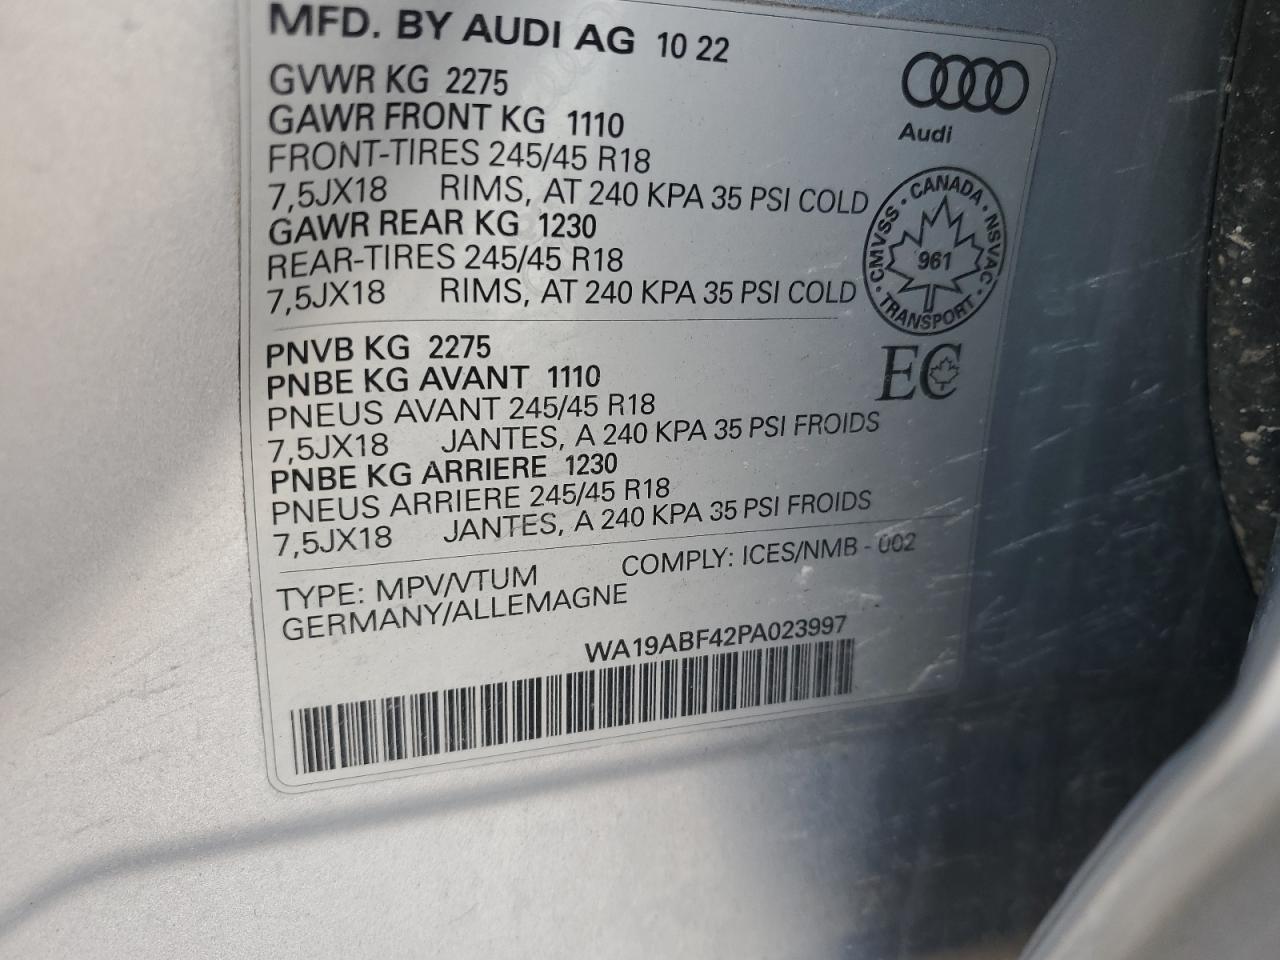 MFD. BY AUDI AG 10 22
Audi
GVWR KG 2275
GAWR FRONT KG 1110
FRONT-TIRES 245/45 R18
7,5JX18 RIMS, AT 240 KPA 35 PSI COLD
GAWR REAR KG 1230
REAR-TIRES 245/45 R18
7,5JX18 RIMS, AT 240 KPA 35 PSI COLD
CANADA · NSVAC · TRANSPORT · CMVSS ·
961
PNVB KG 2275
PNBE KG AVANT 1110
PNEUS AVANT 245/45 R18
7,5JX18 JANTES, A 240 KPA 35 PSI FROIDS
PNBE KG ARRIERE 1230
PNEUS ARRIERE 245/45 R18
7,5JX18 JANTES, A 240 KPA 35 PSI FROIDS
EC
TYPE: MPV/VTUM COMPLY: ICES/NMB - 002
GERMANY/ALLEMAGNE
WA19ABF42PA023997